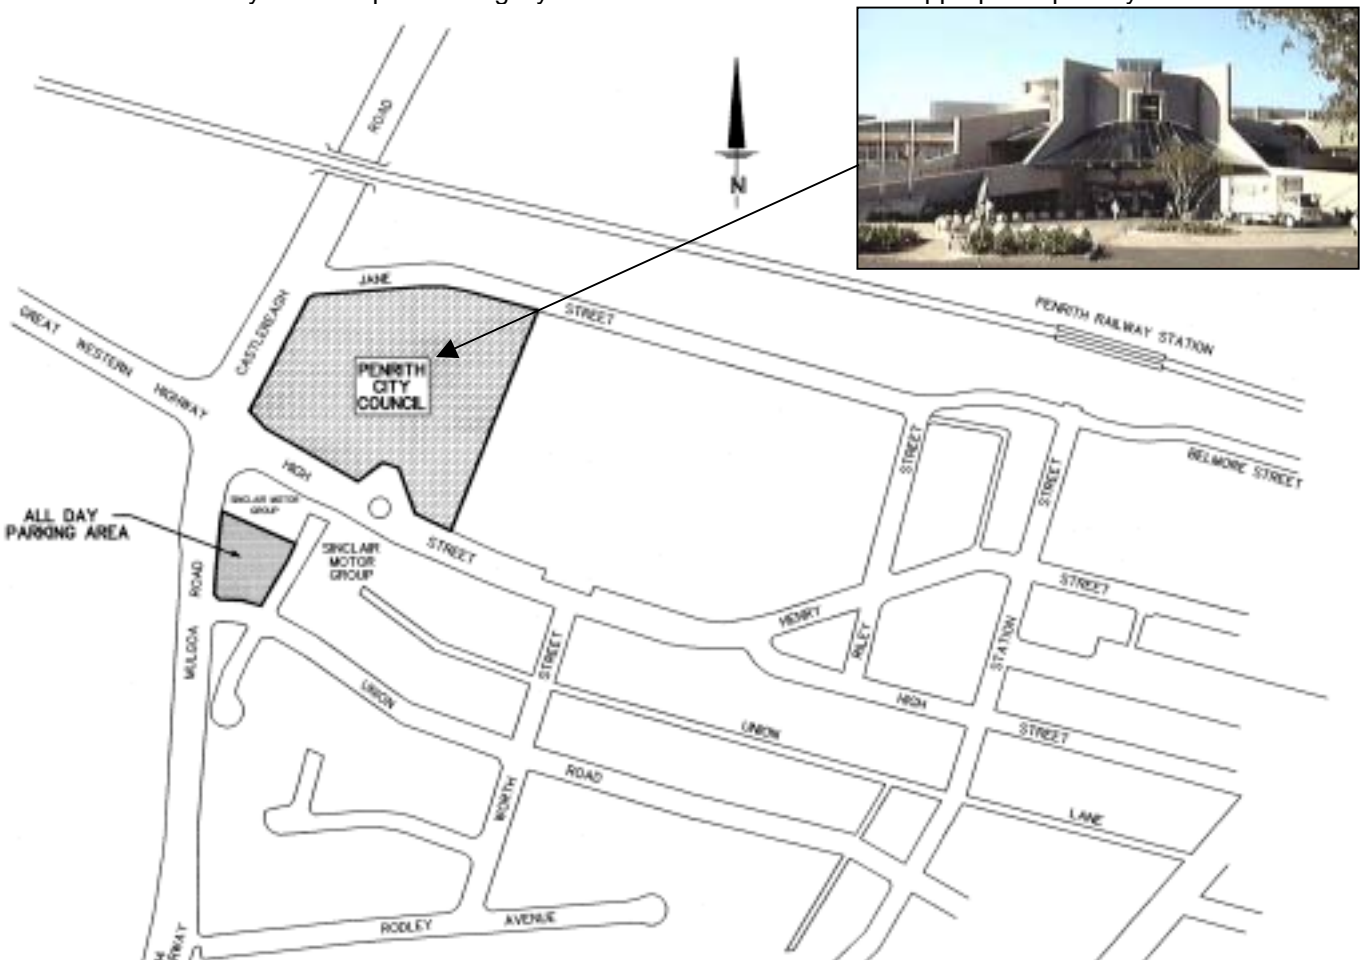 ROAD
N
JANE
STREET
CASTLEREAGH
PENRITH RAILWAY STATION
GREAT WESTERN HIGHWAY
PENRITH
CITY
COUNCIL
STREET
STREET
BELMORE STREET
HIGH
SINCLAIR MOTOR
GROUP
ALL DAY
PARKING AREA
STREET
SINCLAIR
MOTOR
GROUP
ROAD
STREET
HENRY
RILEY
STATION
MULGOA
STREET
UNION
HIGH
UNION
STREET
ROAD
WORTH
LANE
RODLEY
AVENUE